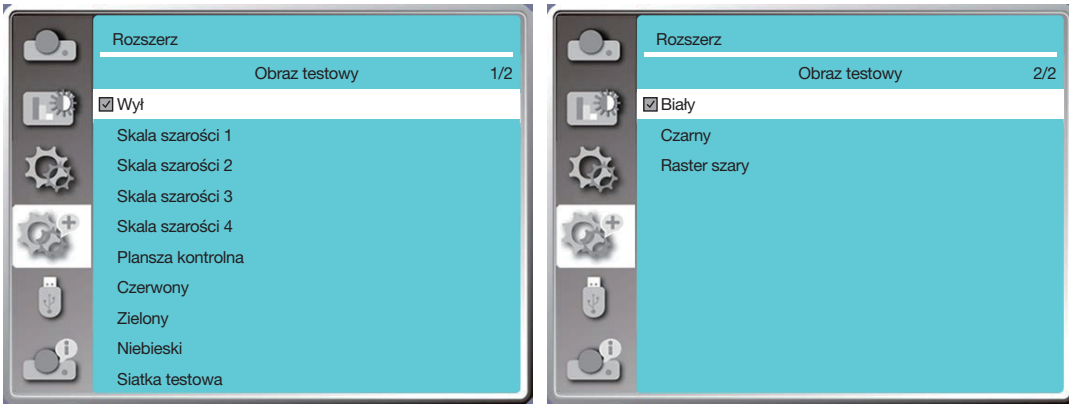 Rozszerz
Obraz testowy 1/2
Wył
Skala szarości 1
Skala szarości 2
Skala szarości 3
Skala szarości 4
Plansza kontrolna
Czerwony
Zielony
Niebieski
Siatka testowa
Rozszerz
Obraz testowy 2/2
Biały
Czarny
Raster szary